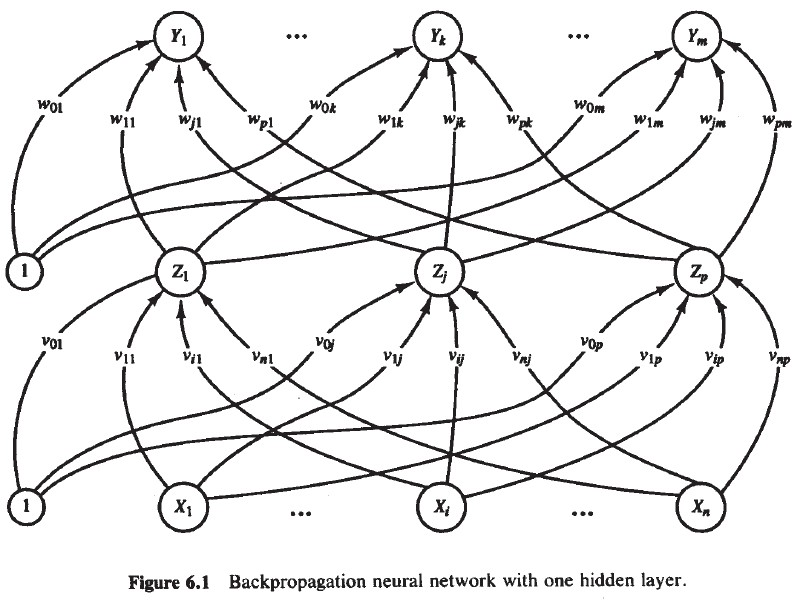 Y1 ... Yk ... Ym
w01 w11 wj1 wp1 w0k w1k wjk wpk w0m w1m wjm wpm
1 Z1 Zj Zp
v01 v11 vi1 vn1 v0j v1j vij vnj v0p v1p vip vnp
1 X1 ... Xi ... Xn
Figure 6.1 Backpropagation neural network with one hidden layer.